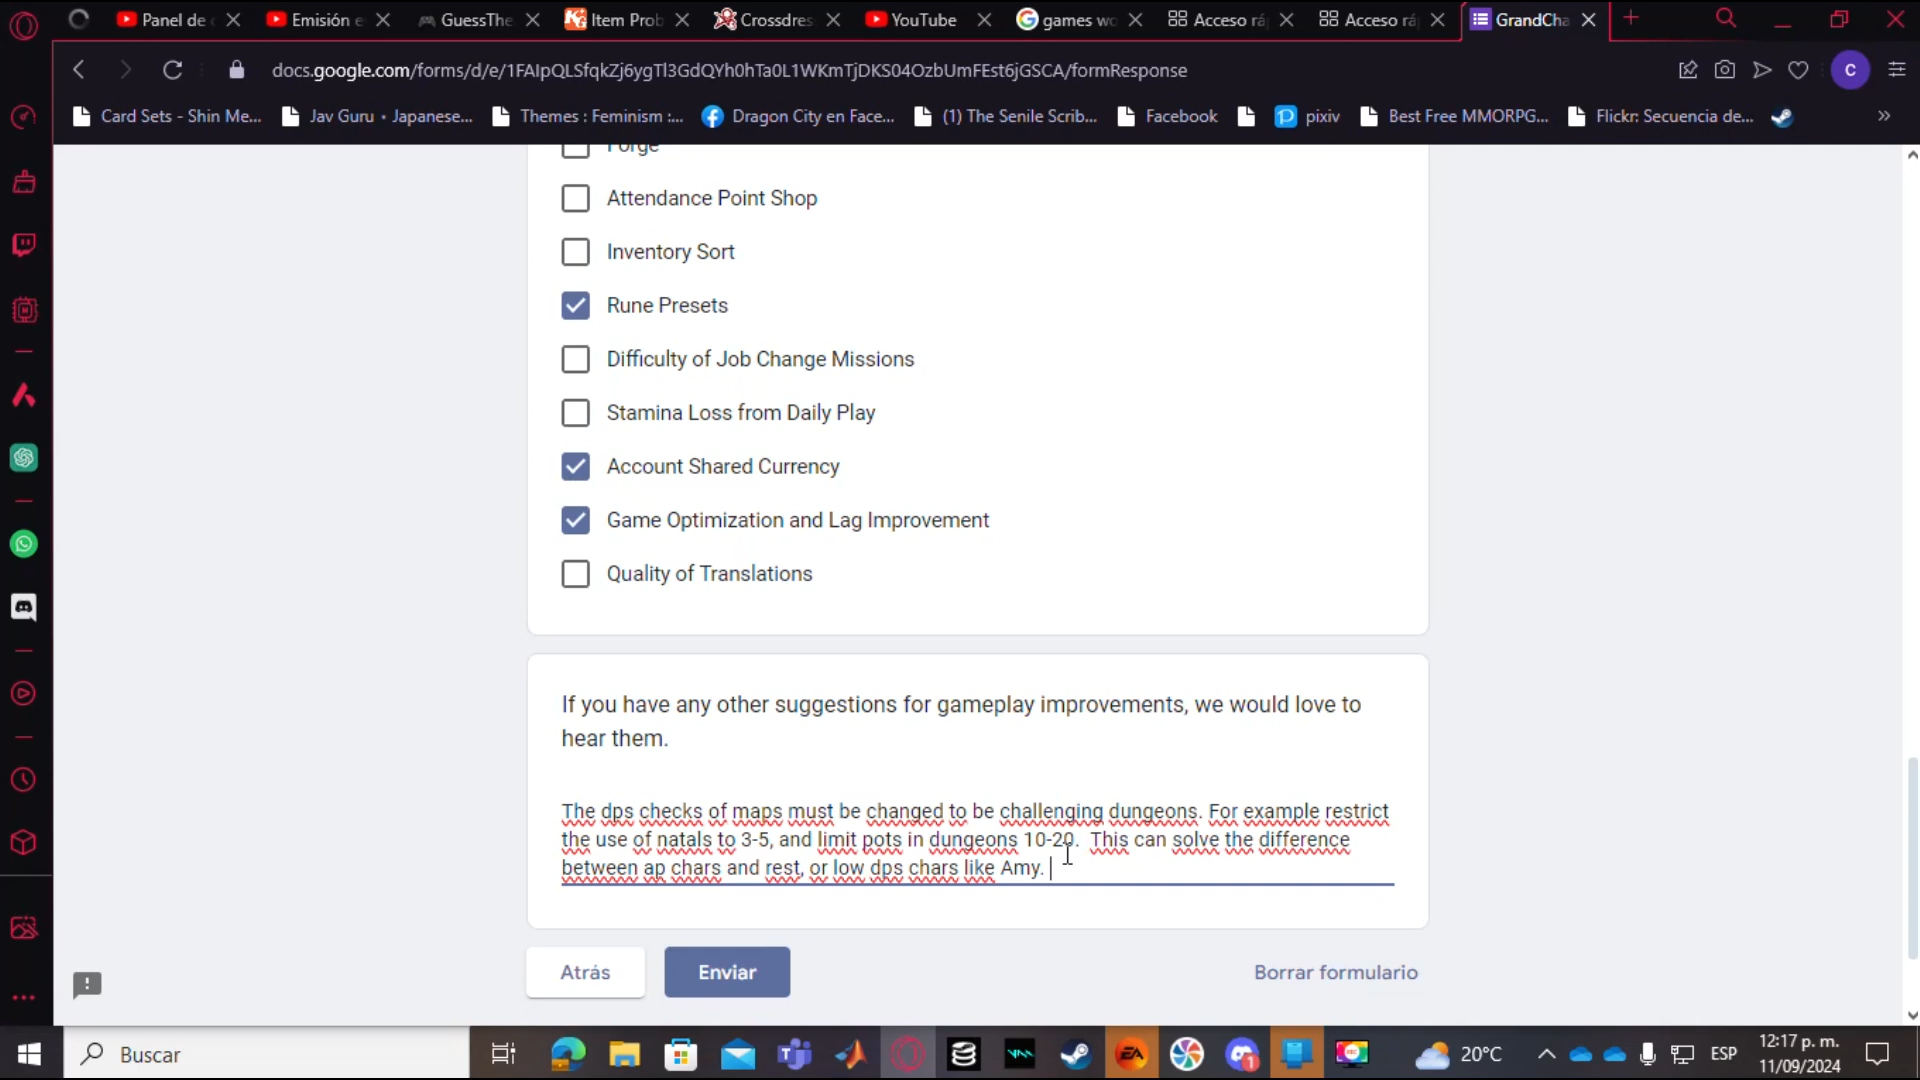 Panel de
Emisión e
GuessThe
Item Prob
Crossdres
YouTube
games wo
Acceso rá
Acceso rá
GrandCha
docs.google.com/forms/d/e/1FAIpQLSfqkZj6ygTl3GdQYh0hTa0L1WKmTjDKS04OzbUmFEst6jGSCA/formResponse
C
Card Sets - Shin Me...
Jav Guru • Japanese...
Themes : Feminism :...
Dragon City en Face...
(1) The Senile Scrib...
Facebook
pixiv
Best Free MMORPG...
Flickr: Secuencia de...
Forge
Attendance Point Shop
Inventory Sort
Rune Presets
Difficulty of Job Change Missions
Stamina Loss from Daily Play
Account Shared Currency
Game Optimization and Lag Improvement
Quality of Translations
If you have any other suggestions for gameplay improvements, we would love to
hear them.
The dps checks of maps must be changed to be challenging dungeons. For example restrict
the use of natals to 3-5, and limit pots in dungeons 10-20.  This can solve the difference
between ap chars and rest, or low dps chars like Amy.
Atrás
Enviar
Borrar formulario
Buscar
20°C
ESP
12:17 p. m.
11/09/2024